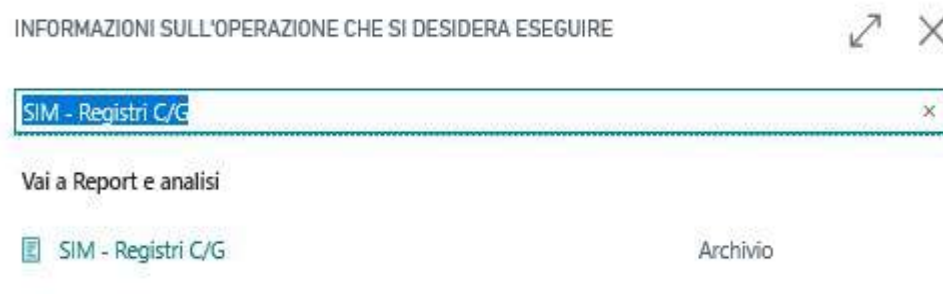 INFORMAZIONI SULL'OPERAZIONE CHE SI DESIDERA ESEGUIRE
SIM - Registri C/G
Vai a Report e analisi
SIM - Registri C/G Archivio